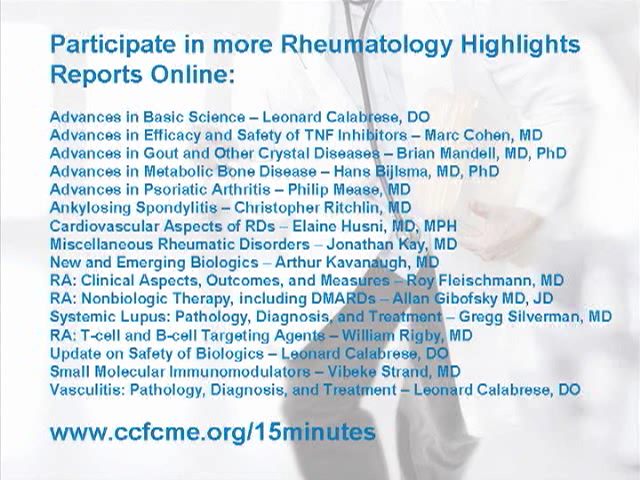 Participate in more Rheumatology Highlights
Reports Online:
Advances in Basic Science – Leonard Calabrese, DO
Advances in Efficacy and Safety of TNF Inhibitors – Marc Cohen, MD
Advances in Gout and Other Crystal Diseases – Brian Mandell, MD, PhD
Advances in Metabolic Bone Disease – Hans Bijlsma, MD, PhD
Advances in Psoriatic Arthritis – Philip Mease, MD
Ankylosing Spondylitis – Christopher Ritchlin, MD
Cardiovascular Aspects of RDs – Elaine Husni, MD, MPH
Miscellaneous Rheumatic Disorders – Jonathan Kay, MD
New and Emerging Biologics – Arthur Kavanaugh, MD
RA: Clinical Aspects, Outcomes, and Measures – Roy Fleischmann, MD
RA: Nonbiologic Therapy, including DMARDs – Allan Gibofsky MD, JD
Systemic Lupus: Pathology, Diagnosis, and Treatment – Gregg Silverman, MD
RA: T-cell and B-cell Targeting Agents – William Rigby, MD
Update on Safety of Biologics – Leonard Calabrese, DO
Small Molecular Immunomodulators – Vibeke Strand, MD
Vasculitis: Pathology, Diagnosis, and Treatment – Leonard Calabrese, DO
www.ccfcme.org/15minutes